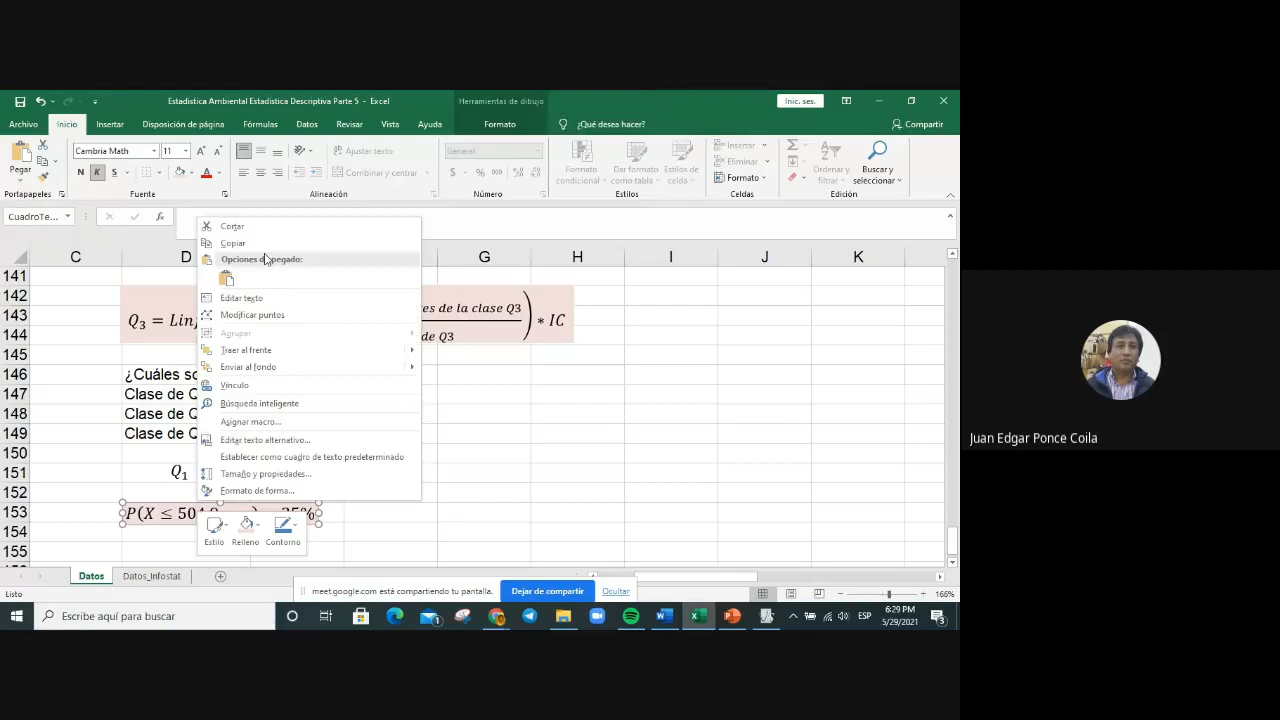 Estadistica Ambiental Estadistica Descriptiva Parte 5 - Excel
Herramientas de dibujo
Inic. ses.
Archivo Inicio Insertar Disposición de página Fórmulas Datos Revisar Vista Ayuda Formato ¿Qué desea hacer? Compartir
Pegar
Cambria Math 11
N K S
Ajustar texto
Combinar y centrar
General
$ % 000
Formato condicional
Dar formato como tabla
Estilos de celda
Insertar
Eliminar
Formato
Ordenar y filtrar
Buscar y seleccionar
Portapapeles Fuente Alineación Número Estilos Celdas Edición
CuadroTe... fx
C D G H I J K
141
142
143
144
145
146
147
148
149
150
151
152
153
154
155
es de la clase Q3
Q3 = Lin
) * IC
de Q3
¿Cuáles so
Clase de Q
Clase de Q
Clase de Q
Q1
Cortar
Copiar
Opciones de pegado:
Editar texto
Modificar puntos
Agrupar
Traer al frente
Enviar al fondo
Vínculo
Búsqueda inteligente
Asignar macro...
Editar texto alternativo...
Establecer como cuadro de texto predeterminado
Tamaño y propiedades...
Formato de forma...
Estilo Relleno Contorno
Datos Datos_Infostat
meet.google.com está compartiendo tu pantalla.
Dejar de compartir
Ocultar
Listo
166%
Escribe aquí para buscar
ESP
6:29 PM
5/29/2021
3
Juan Edgar Ponce Coila